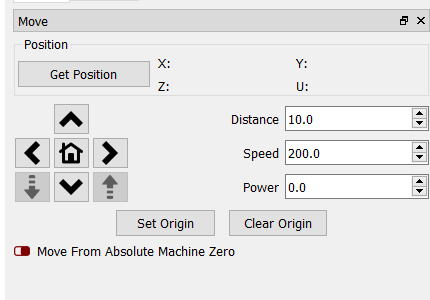 Move
Position
Get Position
X:
Y:
Z:
U:
Distance
10.0
Speed
200.0
Power
0.0
Set Origin
Clear Origin
Move From Absolute Machine Zero